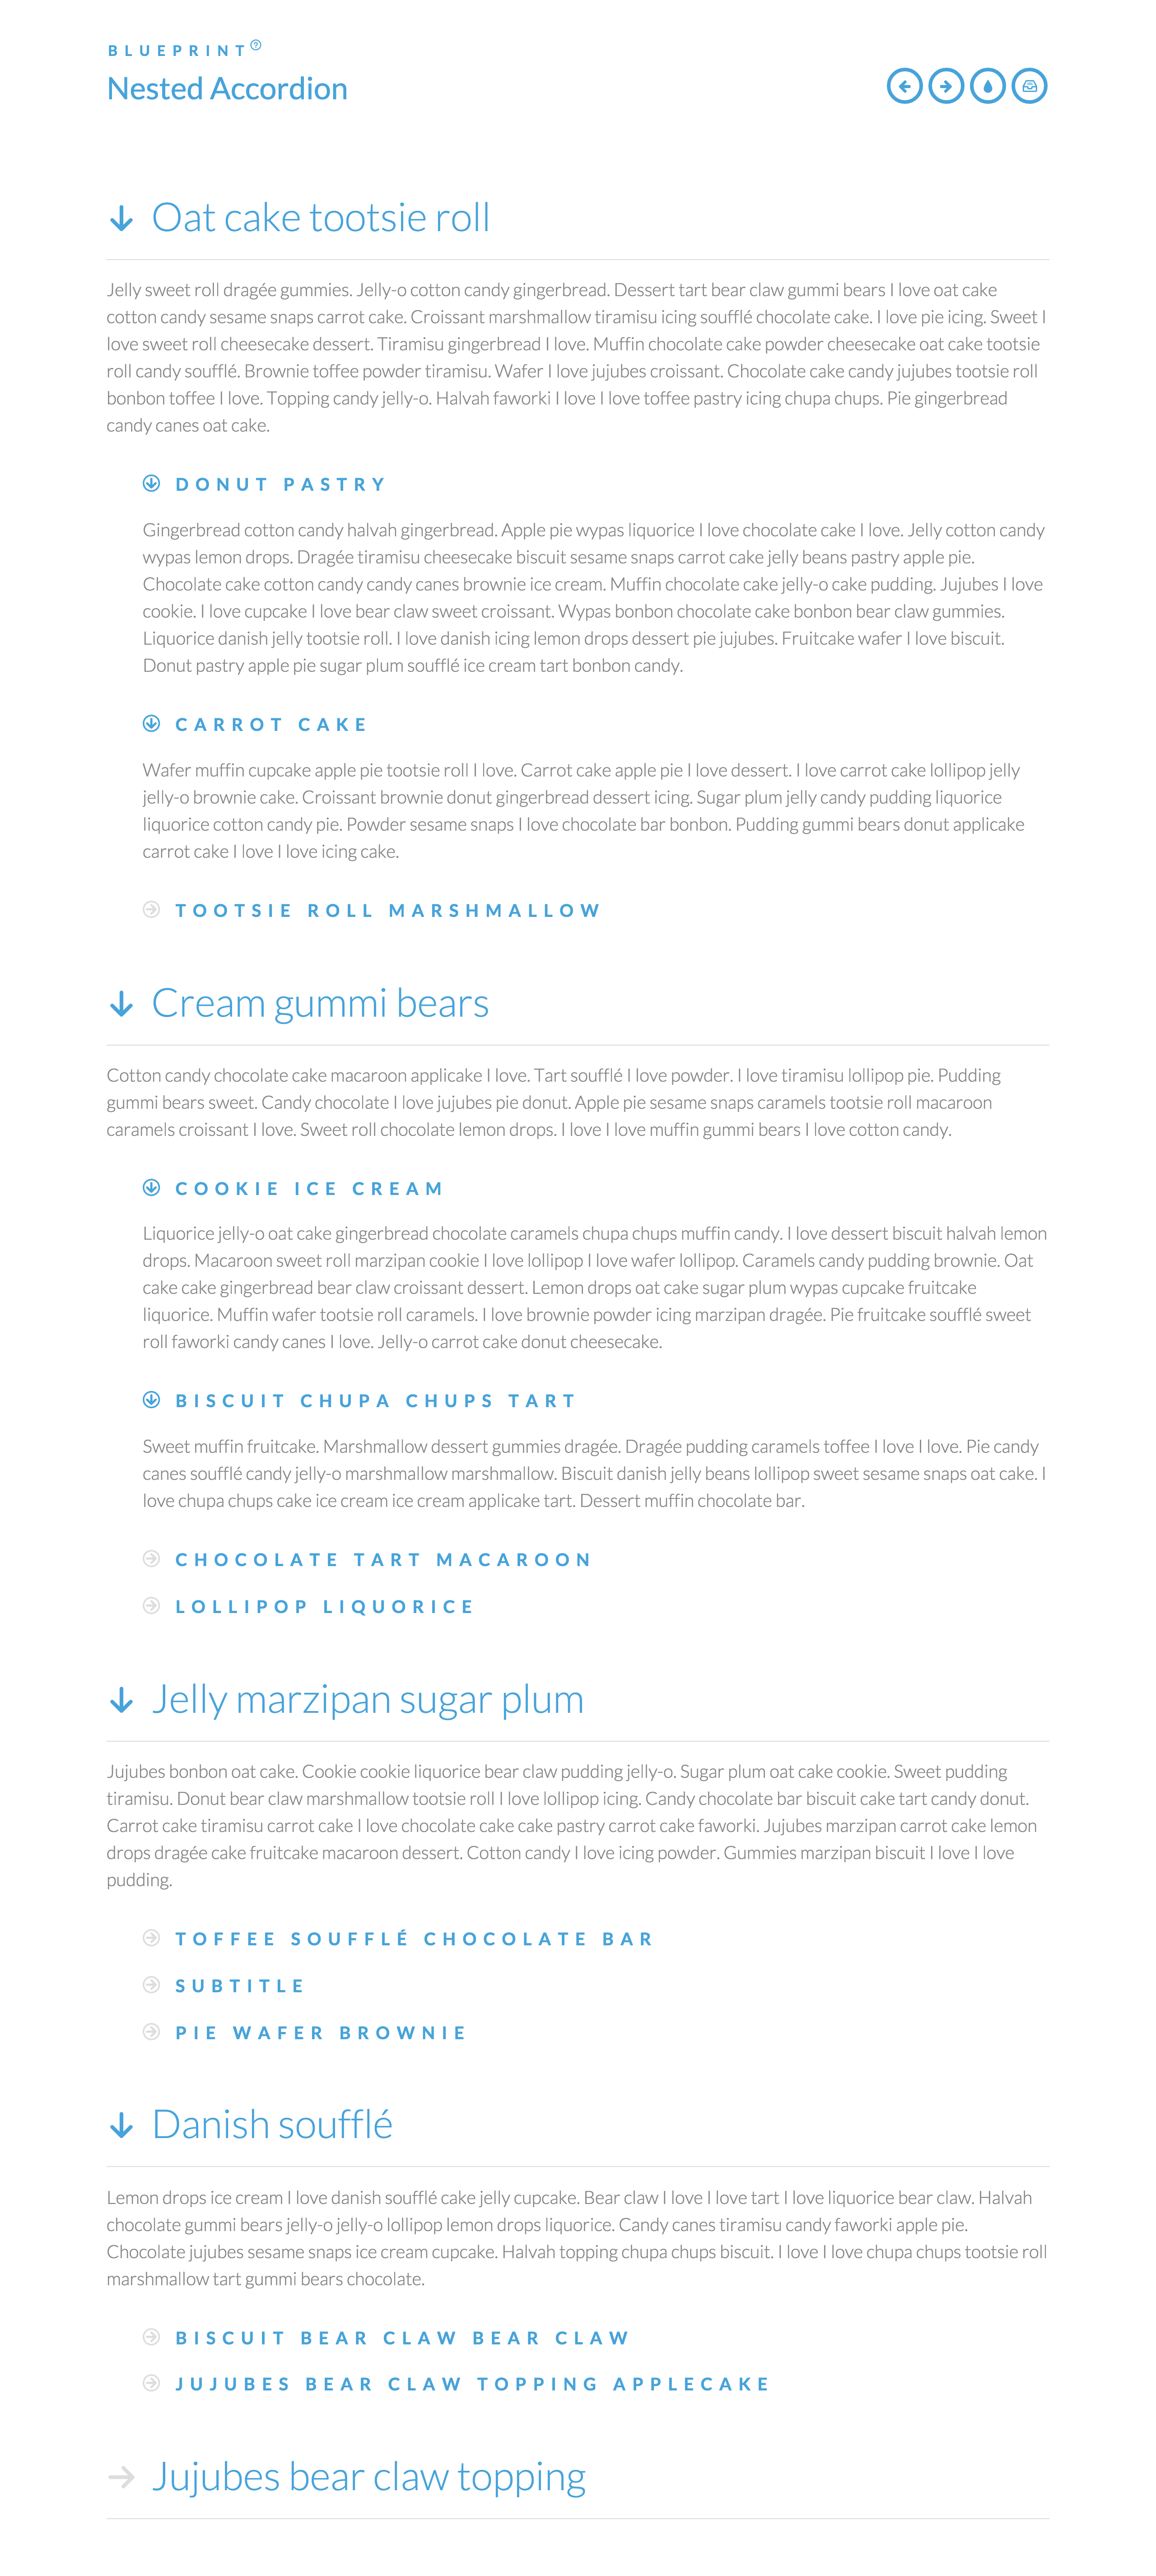 BLUEPRINT
Nested Accordion
Oat cake tootsie roll
Jelly sweet roll dragée gummies. Jelly-o cotton candy gingerbread. Dessert tart bear claw gummi bears I love oat cake
cotton candy sesame snaps carrot cake. Croissant marshmallow tiramisu icing soufflé chocolate cake. I love pie icing. Sweet I
love sweet roll cheesecake dessert. Tiramisu gingerbread I love. Muffin chocolate cake powder cheesecake oat cake tootsie
roll candy soufflé. Brownie toffee powder tiramisu. Wafer I love jujubes croissant. Chocolate cake candy jujubes tootsie roll
bonbon toffee I love. Topping candy jelly-o. Halvah faworki I love I love toffee pastry icing chupa chups. Pie gingerbread
candy canes oat cake.
DONUT PASTRY
Gingerbread cotton candy halvah gingerbread. Apple pie wypas liquorice I love chocolate cake I love. Jelly cotton candy
wypas lemon drops. Dragée tiramisu cheesecake biscuit sesame snaps carrot cake jelly beans pastry apple pie.
Chocolate cake cotton candy candy canes brownie ice cream. Muffin chocolate cake jelly-o cake pudding. Jujubes I love
cookie. I love cupcake I love bear claw sweet croissant. Wypas bonbon chocolate cake bonbon bear claw gummies.
Liquorice danish jelly tootsie roll. I love danish icing lemon drops dessert pie jujubes. Fruitcake wafer I love biscuit.
Donut pastry apple pie sugar plum soufflé ice cream tart bonbon candy.
CARROT CAKE
Wafer muffin cupcake apple pie tootsie roll I love. Carrot cake apple pie I love dessert. I love carrot cake lollipop jelly
jelly-o brownie cake. Croissant brownie donut gingerbread dessert icing. Sugar plum jelly candy pudding liquorice
liquorice cotton candy pie. Powder sesame snaps I love chocolate bar bonbon. Pudding gummi bears donut applicake
carrot cake I love I love icing cake.
TOOTSIE ROLL MARSHMALLOW
Cream gummi bears
Cotton candy chocolate cake macaroon applicake I love. Tart soufflé I love powder. I love tiramisu lollipop pie. Pudding
gummi bears sweet. Candy chocolate I love jujubes pie donut. Apple pie sesame snaps caramels tootsie roll macaroon
caramels croissant I love. Sweet roll chocolate lemon drops. I love I love muffin gummi bears I love cotton candy.
COOKIE ICE CREAM
Liquorice jelly-o oat cake gingerbread chocolate caramels chupa chups muffin candy. I love dessert biscuit halvah lemon
drops. Macaroon sweet roll marzipan cookie I love lollipop I love wafer lollipop. Caramels candy pudding brownie. Oat
cake cake gingerbread bear claw croissant dessert. Lemon drops oat cake sugar plum wypas cupcake fruitcake
liquorice. Muffin wafer tootsie roll caramels. I love brownie powder icing marzipan dragée. Pie fruitcake soufflé sweet
roll faworki candy canes I love. Jelly-o carrot cake donut cheesecake.
BISCUIT CHUPA CHUPS TART
Sweet muffin fruitcake. Marshmallow dessert gummies dragée. Dragée pudding caramels toffee I love I love. Pie candy
canes soufflé candy jelly-o marshmallow marshmallow. Biscuit danish jelly beans lollipop sweet sesame snaps oat cake. I
love chupa chups cake ice cream ice cream applicake tart. Dessert muffin chocolate bar.
CHOCOLATE TART MACAROON
LOLLIPOP LIQUORICE
Jelly marzipan sugar plum
Jujubes bonbon oat cake. Cookie cookie liquorice bear claw pudding jelly-o. Sugar plum oat cake cookie. Sweet pudding
tiramisu. Donut bear claw marshmallow tootsie roll I love lollipop icing. Candy chocolate bar biscuit cake tart candy donut.
Carrot cake tiramisu carrot cake I love chocolate cake cake pastry carrot cake faworki. Jujubes marzipan carrot cake lemon
drops dragée cake fruitcake macaroon dessert. Cotton candy I love icing powder. Gummies marzipan biscuit I love I love
pudding.
TOFFEE SOUFFLÉ CHOCOLATE BAR
SUBTITLE
PIE WAFER BROWNIE
Danish soufflé
Lemon drops ice cream I love danish soufflé cake jelly cupcake. Bear claw I love I love tart I love liquorice bear claw. Halvah
chocolate gummi bears jelly-o jelly-o lollipop lemon drops liquorice. Candy canes tiramisu candy faworki apple pie.
Chocolate jujubes sesame snaps ice cream cupcake. Halvah topping chupa chups biscuit. I love I love chupa chups tootsie roll
marshmallow tart gummi bears chocolate.
BISCUIT BEAR CLAW BEAR CLAW
JUJUBES BEAR CLAW TOPPING APPLECAKE
Jujubes bear claw topping